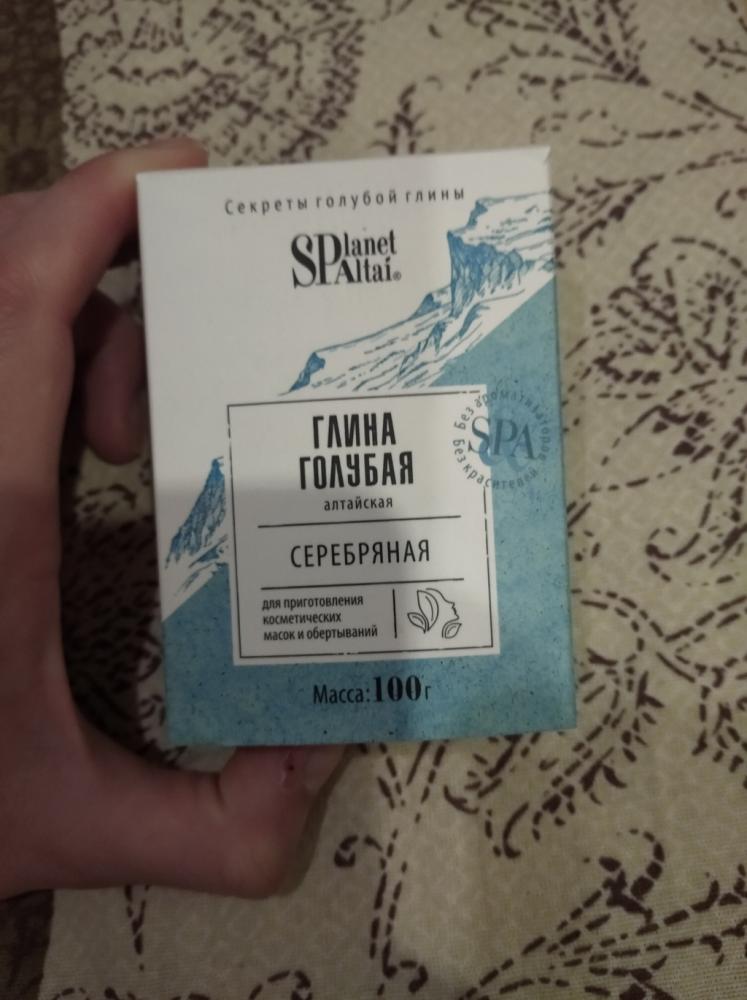 Секреты голубой глины
SPlanet
Altai®
ГЛИНА
ГОЛУБАЯ
алтайская
СЕРЕБРЯНАЯ
для приготовления
косметических
масок и обертываний
Без ароматизаторов
SPA
Без красителей
Масса: 100 г